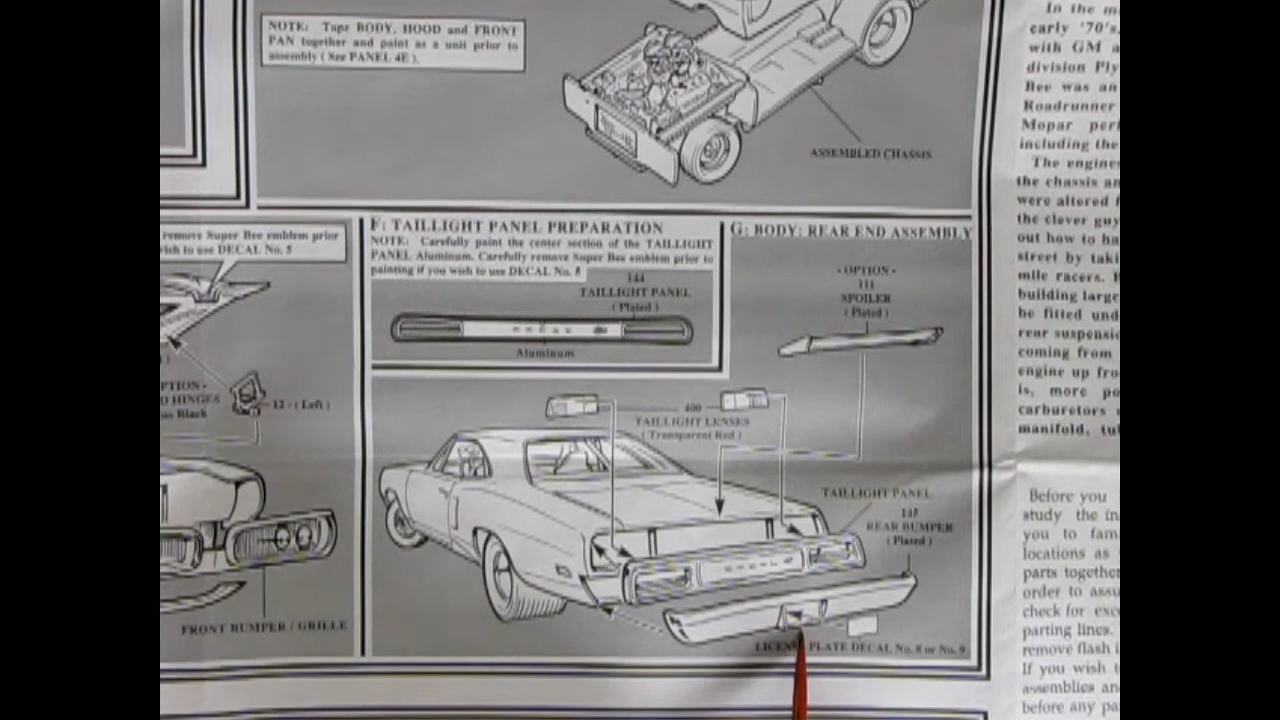 NOTE: Tape BODY, HOOD and FRONT
PAN together and paint as a unit prior to
assembly ( See PANEL 4E ).
ASSEMBLED CHASSIS
remove Super Bee emblem prior
wish to use DECAL No. 5
PTION -
D HINGES
ss Black
12 - ( Left )
FRONT BUMPER / GRILLE
F: TAILLIGHT PANEL PREPARATION
NOTE: Carefully paint the center section of the TAILLIGHT
PANEL Aluminum. Carefully remove Super Bee emblem prior to
painting if you wish to use DECAL No. 8
144
TAILLIGHT PANEL
( Plated )
Aluminum
G: BODY: REAR END ASSEMBLY
- OPTION -
111
SPOILER
( Plated )
400
TAILLIGHT LENSES
( Transparent Red )
TAILLIGHT PANEL
143
REAR BUMPER
( Plated )
LICENSE PLATE DECAL No. 8 or No. 9
In the m
early '70's,
with GM a
division Ply
Bee was an
Roadrunner
Mopar per
including the
The engines
the chassis an
were altered f
the clever guy
out how to ha
street by taki
mile racers. B
building large
be fitted und
rear suspensio
coming from
engine up fro
is, more po
carburetors
manifold, tu
Before you
study the in
you to fam
locations as
parts together
order to assu
check for exc
parting lines.
remove flash i
If you wish t
assemblies an
before any pa